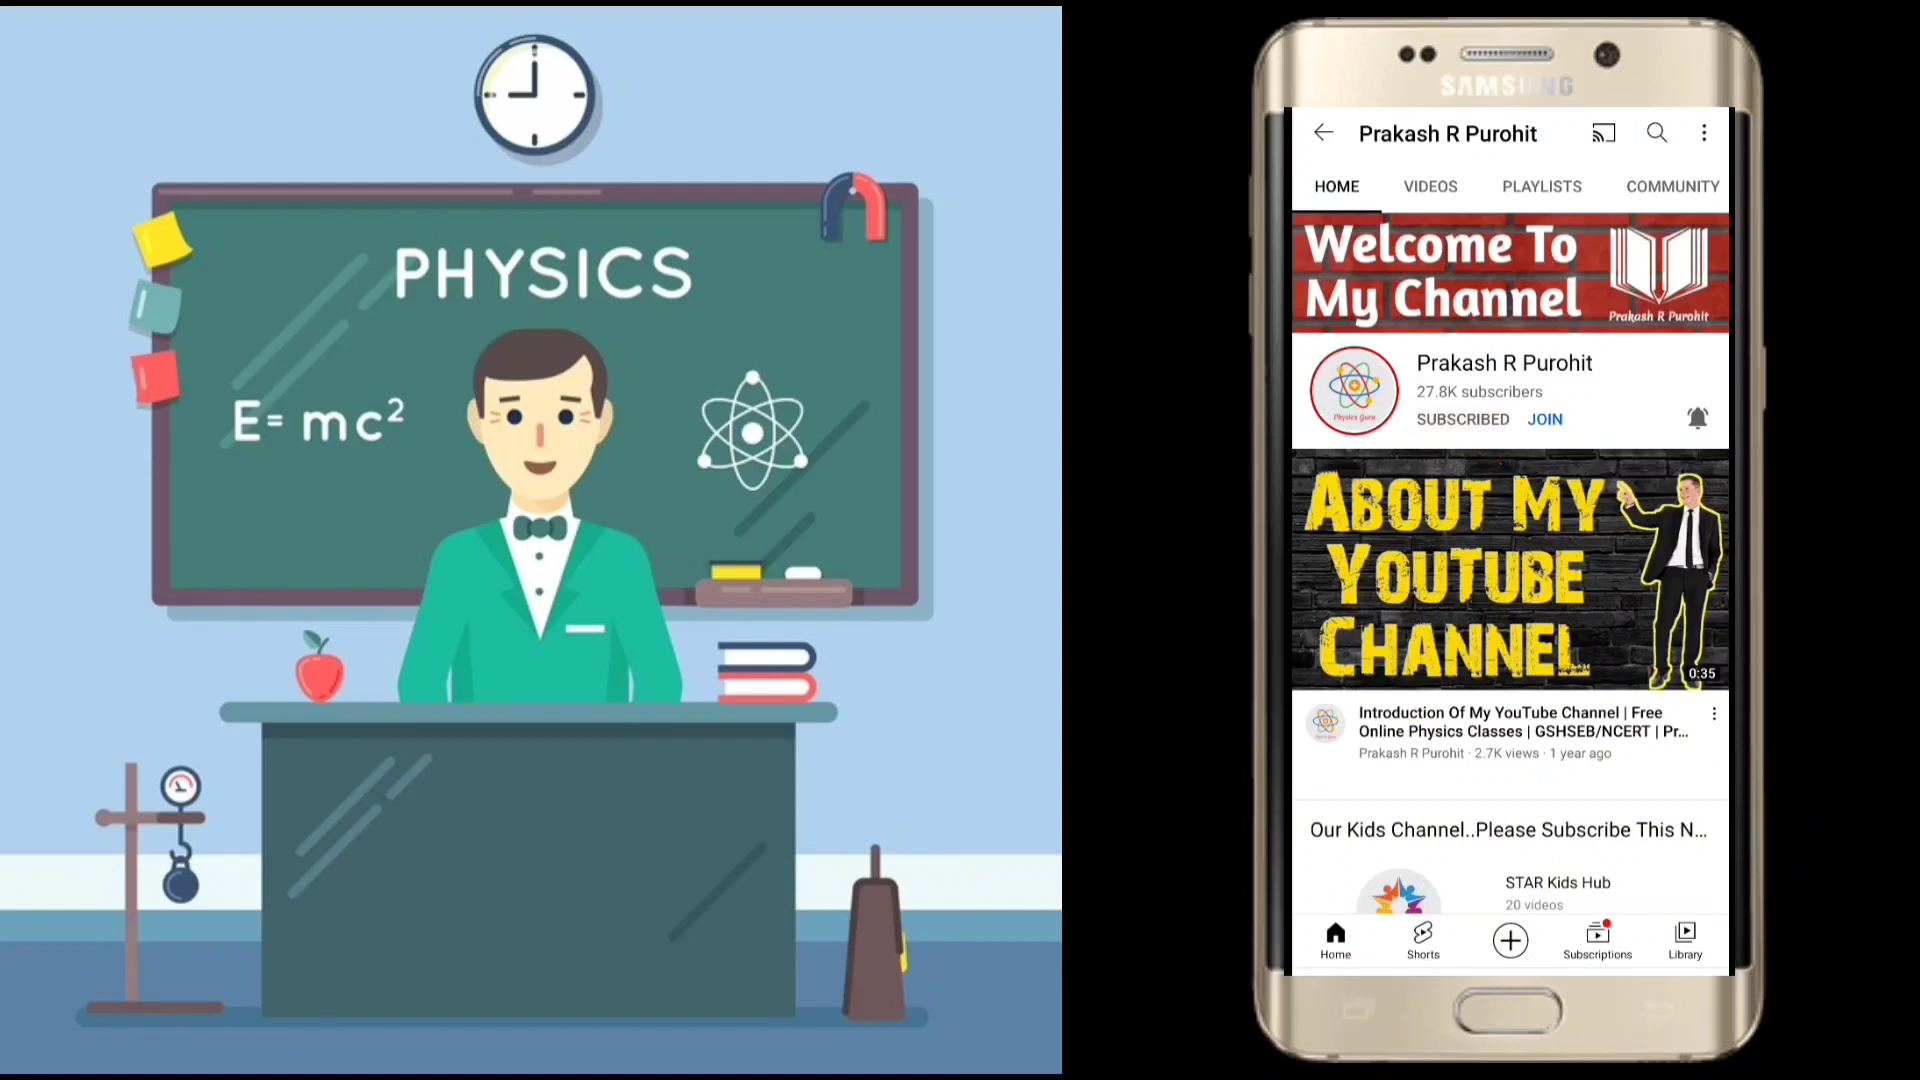 PHYSICS
E= mc²
SAMSUNG
Prakash R Purohit
HOME VIDEOS PLAYLISTS COMMUNITY
Welcome To
My Channel
Prakash R Purohit
Prakash R Purohit
27.8K subscribers
SUBSCRIBED JOIN
Physics Guru
ABOUT MY
YOUTUBE
CHANNEL
0:35
Introduction Of My YouTube Channel | Free
Online Physics Classes | GSHSEB/NCERT | Pr...
Prakash R Purohit · 2.7K views · 1 year ago
Our Kids Channel..Please Subscribe This N...
STAR Kids Hub
20 videos
Home Shorts Subscriptions Library